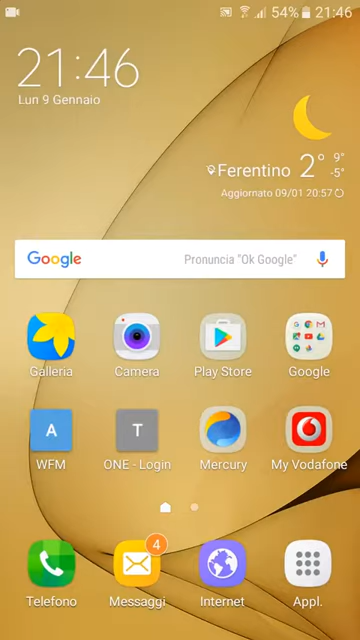 54% 21:46
21:46
Lun 9 Gennaio
Ferentino 2° 9°
-5°
Aggiornato 09/01 20:57
Google Pronuncia "Ok Google"
Galleria Camera Play Store Google
A T
WFM ONE - Login Mercury My Vodafone
4
Telefono Messaggi Internet Appl.